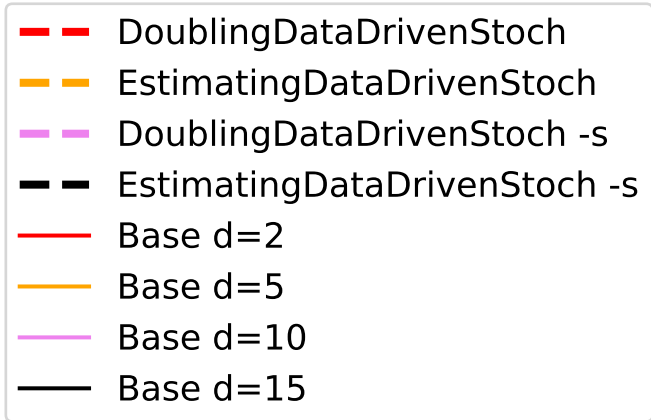 DoublingDataDrivenStoch
EstimatingDataDrivenStoch
DoublingDataDrivenStoch -s
EstimatingDataDrivenStoch -s
Base d=2
Base d=5
Base d=10
Base d=15